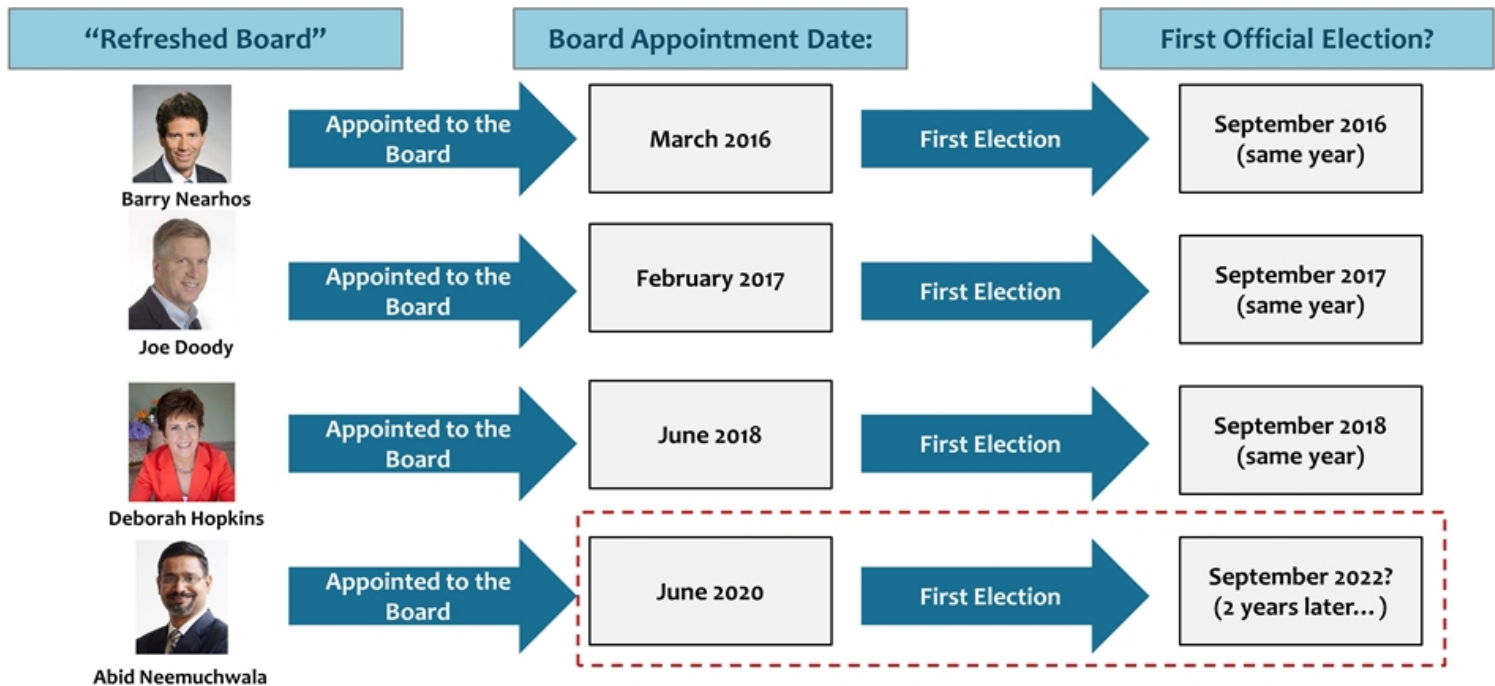 “Refreshed Board”
Board Appointment Date:
First Official Election?
Barry Nearhos
Appointed to the
Board
March 2016
First Election
September 2016
(same year)
Joe Doody
Appointed to the
Board
February 2017
First Election
September 2017
(same year)
Deborah Hopkins
Appointed to the
Board
June 2018
First Election
September 2018
(same year)
Abid Neemuchwala
Appointed to the
Board
June 2020
First Election
September 2022?
(2 years later…)